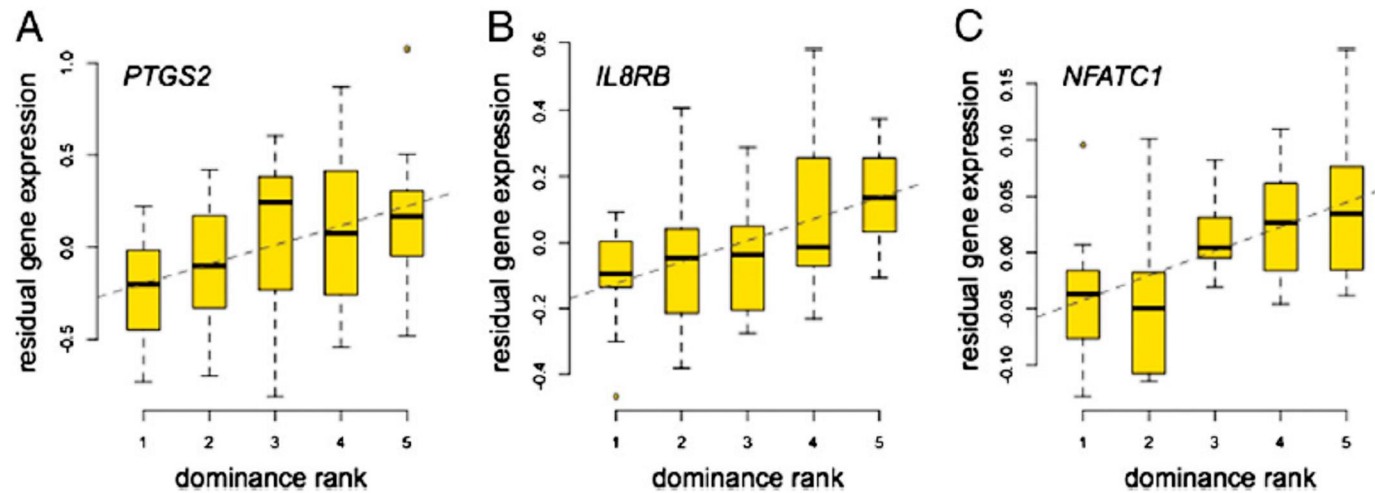 A
PTGS2
residual gene expression
1.0
0.5
0.0
-0.5
1 2 3 4 5
dominance rank
B
IL8RB
residual gene expression
0.6
0.4
0.2
0.0
-0.2
-0.4
1 2 3 4 5
dominance rank
C
NFATC1
residual gene expression
0.15
0.10
0.05
0.00
-0.05
-0.10
1 2 3 4 5
dominance rank